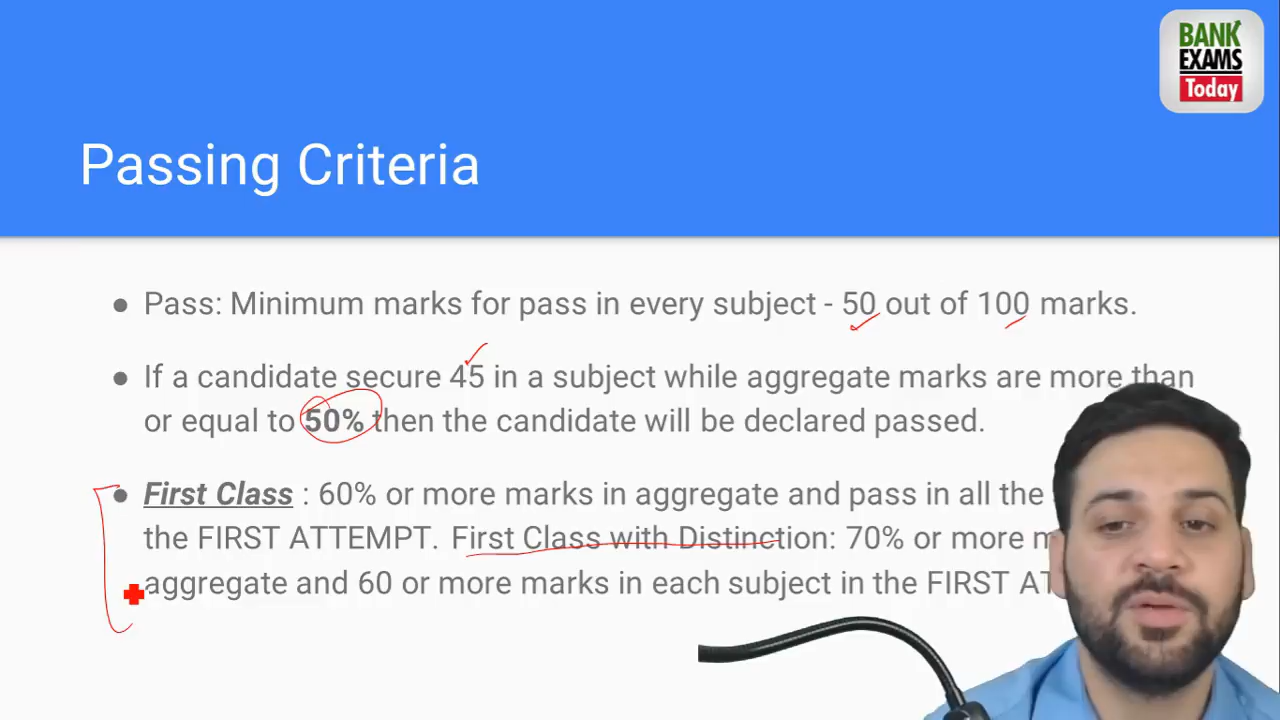 BANK
EXAMS
Today
Passing Criteria
● Pass: Minimum marks for pass in every subject - 50 out of 100 marks.
● If a candidate secure 45 in a subject while aggregate marks are more than
or equal to 50% then the candidate will be declared passed.
● First Class : 60% or more marks in aggregate and pass in all the
the FIRST ATTEMPT. First Class with Distinction: 70% or more
aggregate and 60 or more marks in each subject in the FIRST